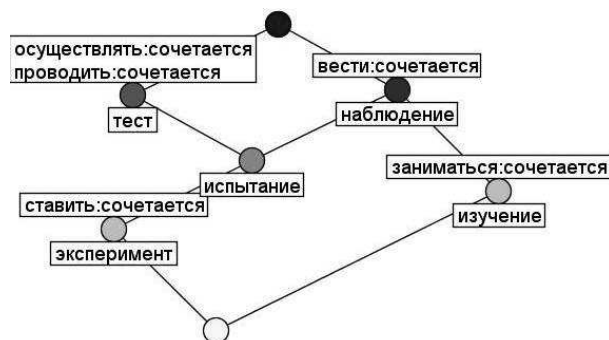 осуществлять:сочетается
проводить:сочетается
вести:сочетается
тест
наблюдение
заниматься:сочетается
испытание
ставить:сочетается
изучение
эксперимент